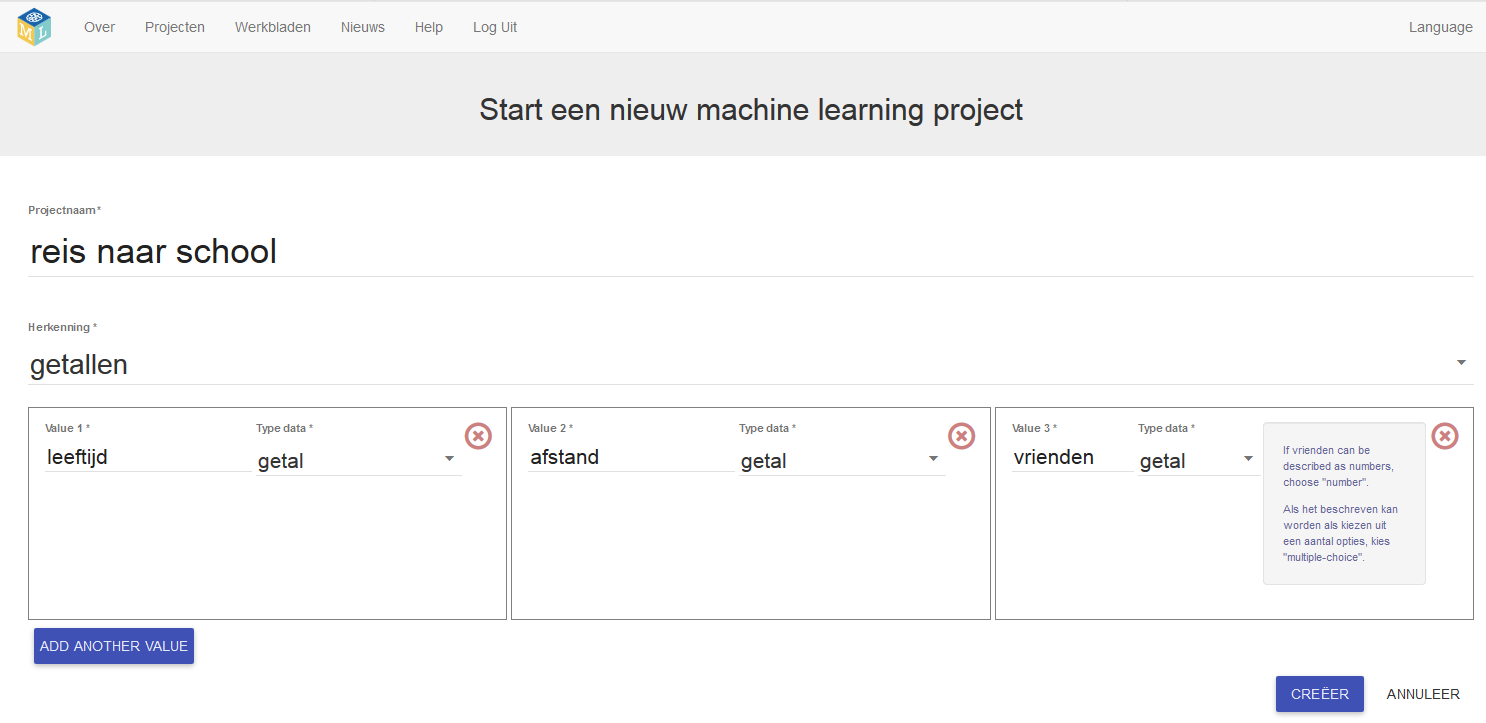 M L
Over Projecten Werkbladen Nieuws Help Log Uit Language
Start een nieuw machine learning project
Projectnaam*
reis naar school
Herkenning *
getallen
Value 1 * Type data *
leeftijd getal
Value 2 * Type data *
afstand getal
Value 3 * Type data *
vrienden getal
If vrienden can be
described as numbers,
choose "number".
Als het beschreven kan
worden als kiezen uit
een aantal opties, kies
"multiple-choice".
ADD ANOTHER VALUE
CREËER ANNULEER